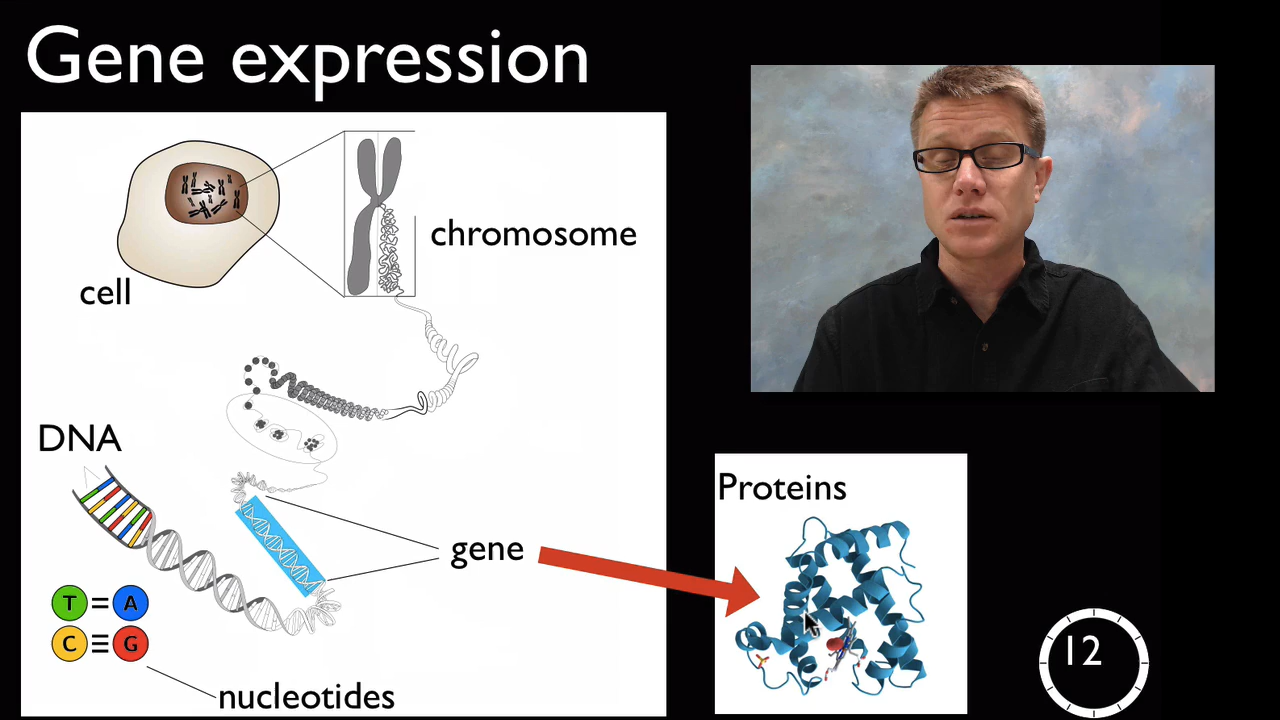 Gene expression
chromosome
cell
DNA
Proteins
gene
T = A
C ≡ G
12
nucleotides